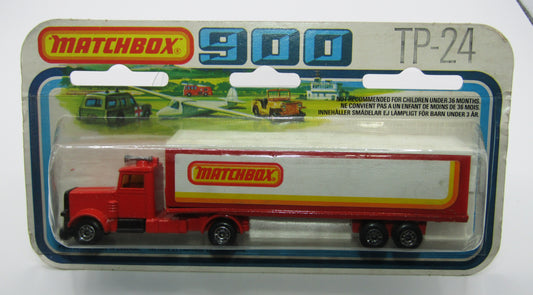 MATCHBOX
900
TP-24
NOT RECOMMENDED FOR CHILDREN UNDER 36 MONTHS
NE CONVIENT PAS A UN ENFANT DE MOINS DE 36 MOIS
INNEHÅLLER SMÅDELAR EJ LÄMPLIGT FÖR BARN UNDER 3 ÅR.
MATCHBOX